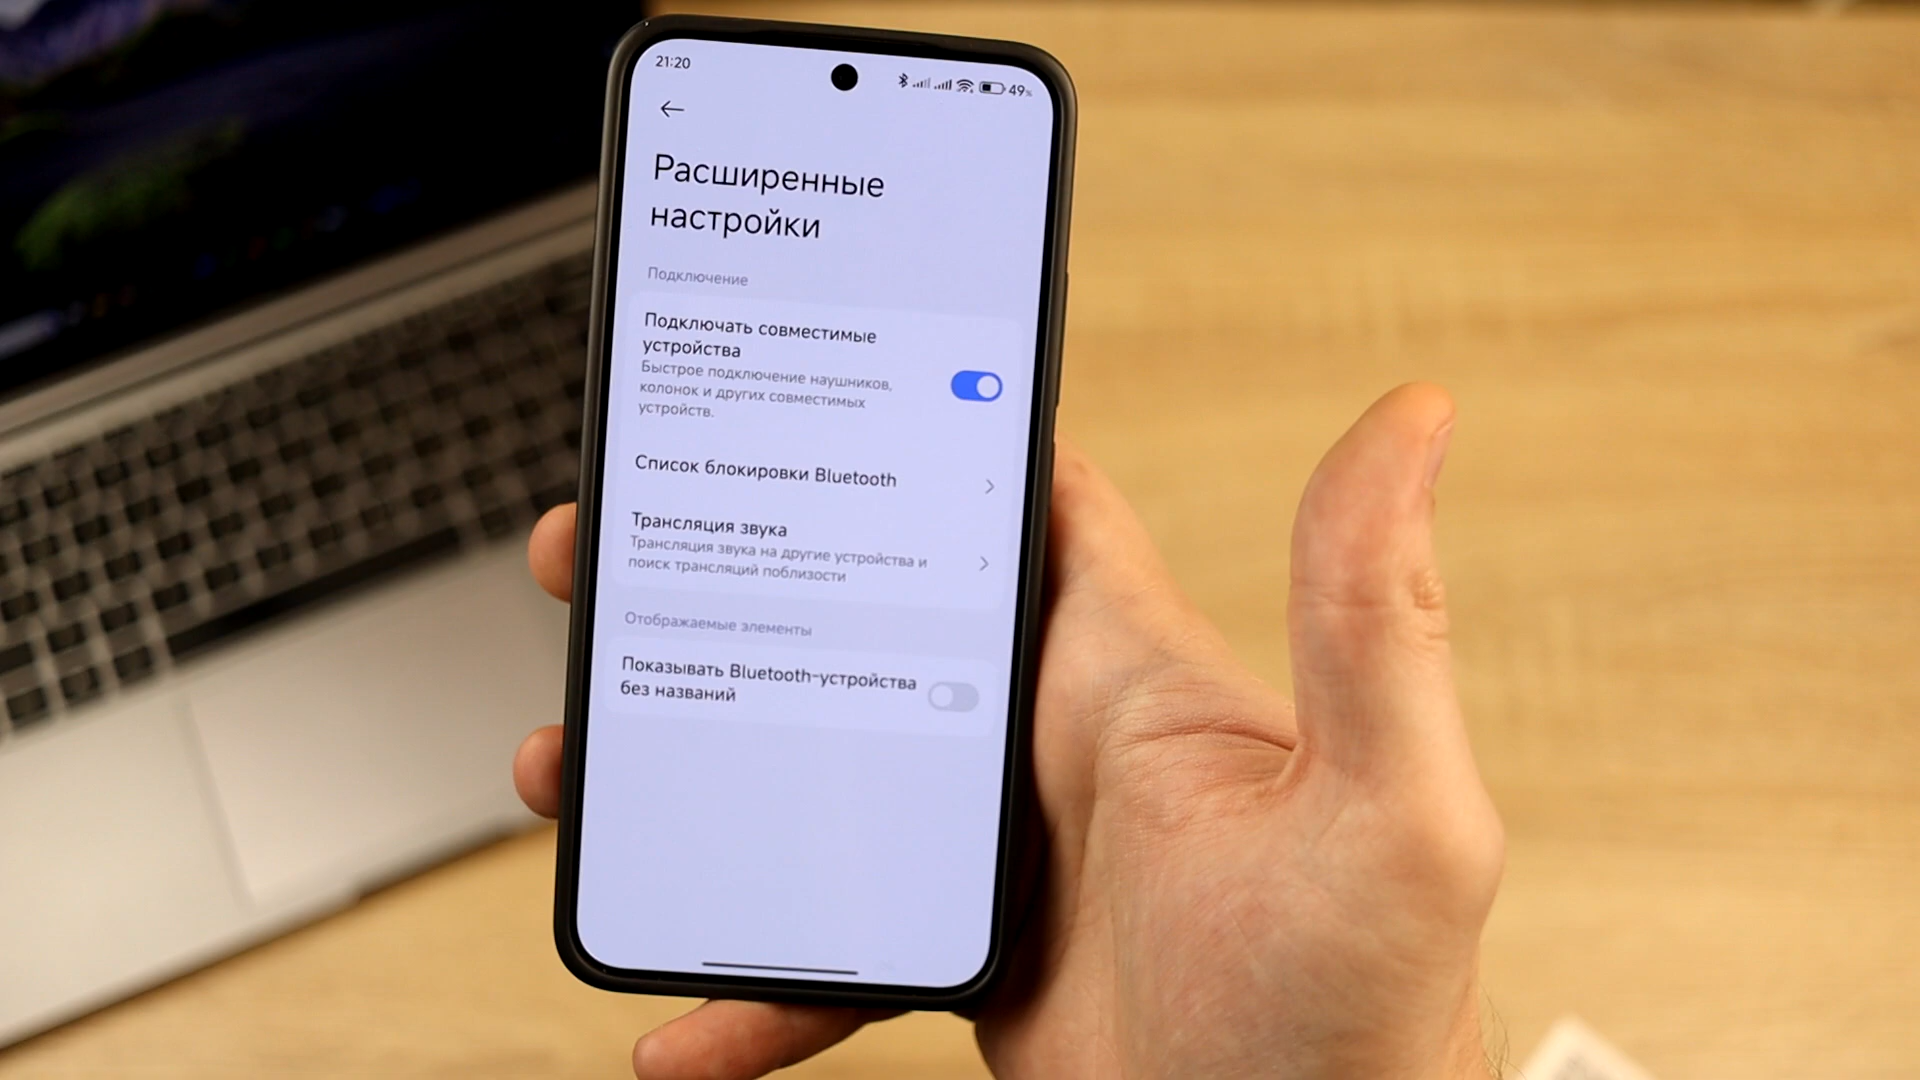 21:20
49%
Расширенные
настройки
Подключение
Подключать совместимые
устройства
Быстрое подключение наушников,
колонок и других совместимых
устройств.
Список блокировки Bluetooth
Трансляция звука
Трансляция звука на другие устройства и
поиск трансляций поблизости
Отображаемые элементы
Показывать Bluetooth-устройства
без названий